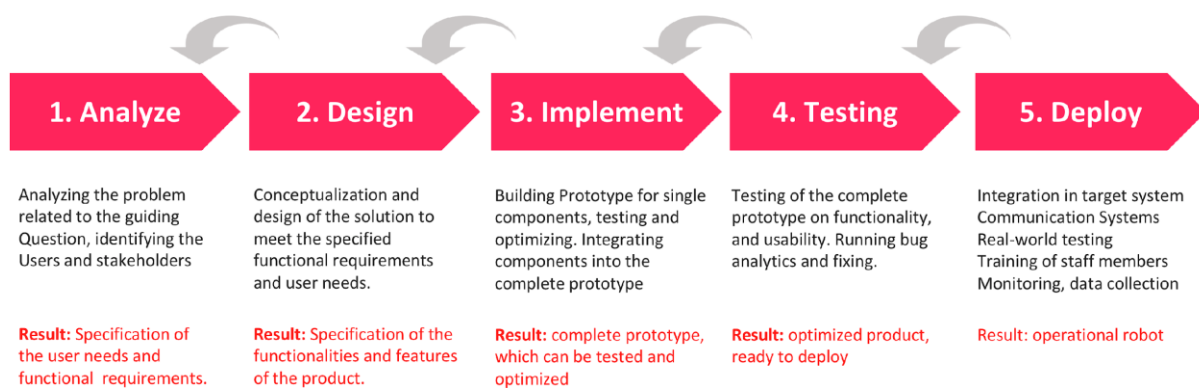 1. Analyze
2. Design
3. Implement
4. Testing
5. Deploy
Analyzing the problem
related to the guiding
Question, identifying the
Users and stakeholders
Result: Specification of
the user needs and
functional requirements.
Conceptualization and
design of the solution to
meet the specified
functional requirements
and user needs.
Result: Specification of the
functionalities and features
of the product.
Building Prototype for single
components, testing and
optimizing. Integrating
components into the
complete prototype
Result: complete prototype,
which can be tested and
optimized
Testing of the complete
prototype on functionality,
and usability. Running bug
analytics and fixing.
Result: optimized product,
ready to deploy
Integration in target system
Communication Systems
Real-world testing
Training of staff members
Monitoring, data collection
Result: operational robot